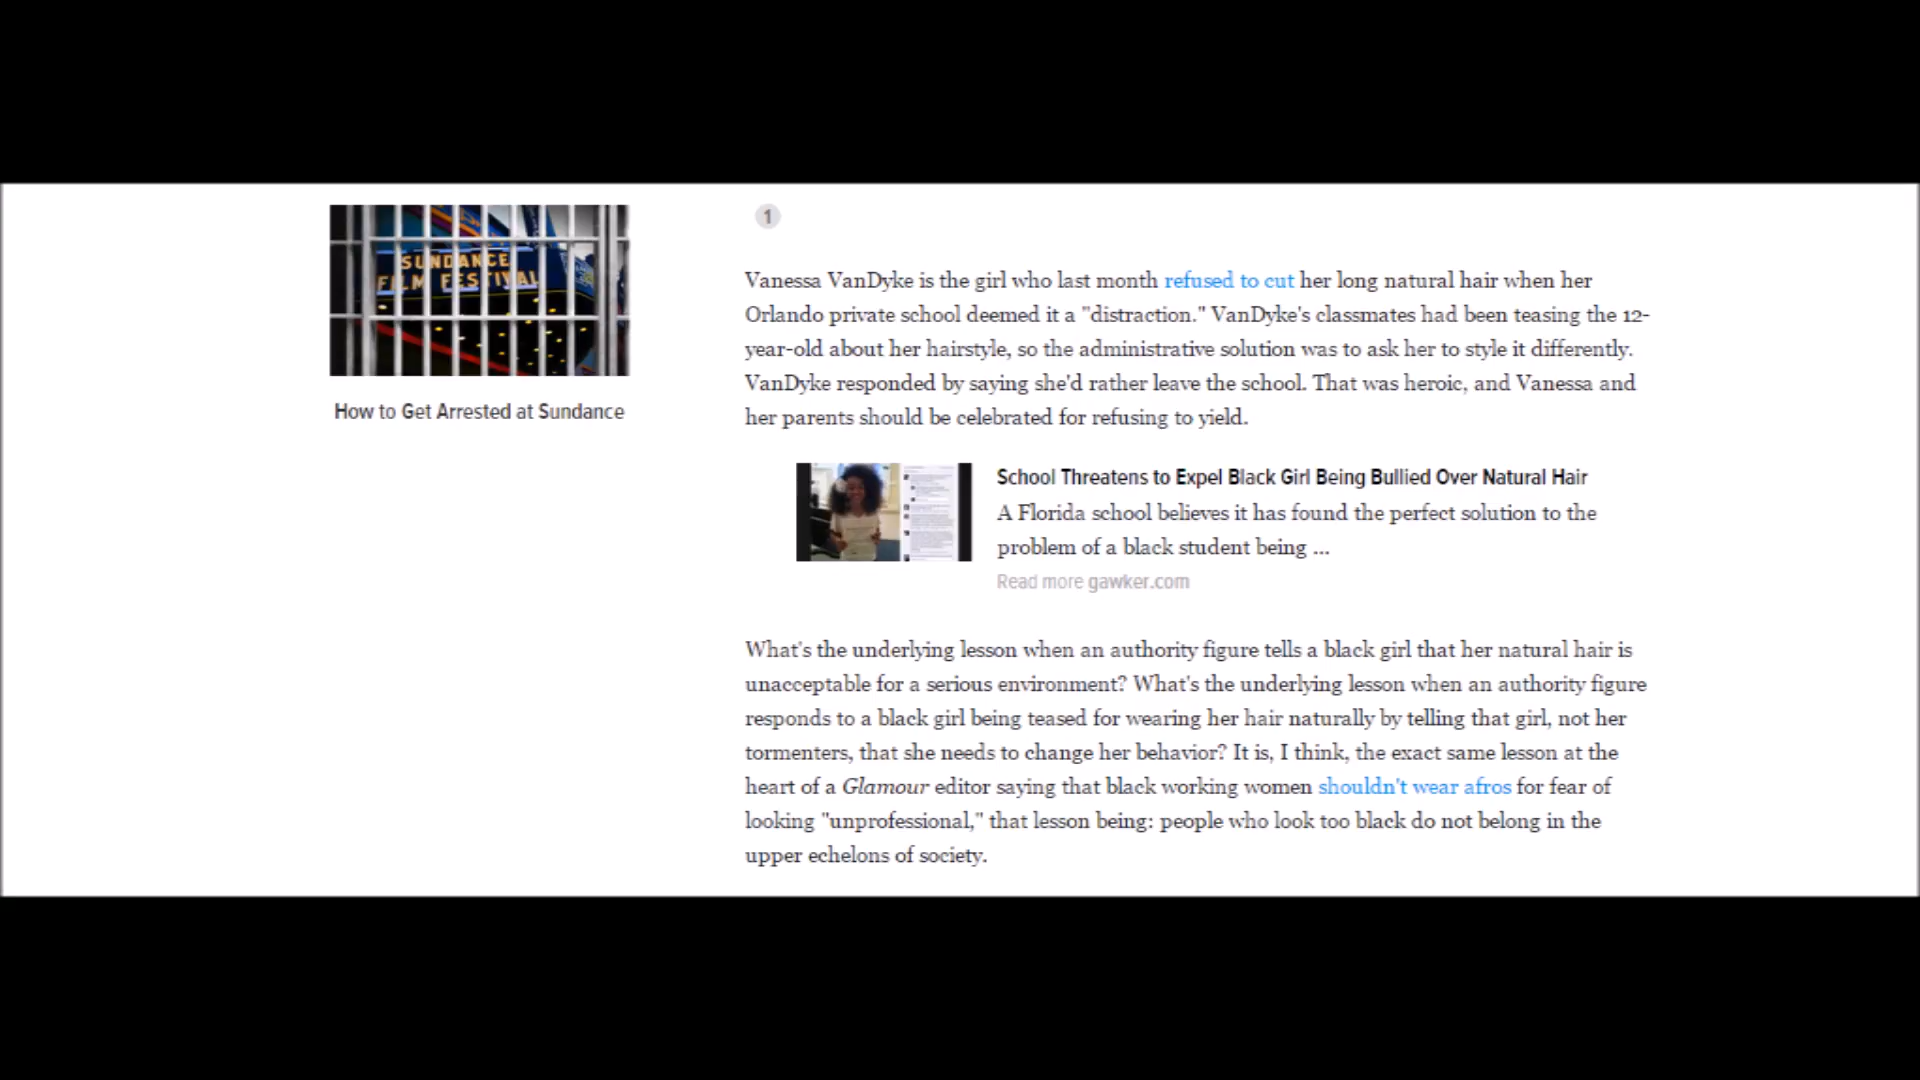 SUNDANCE
FILM FESTIVAL
How to Get Arrested at Sundance
1
Vanessa VanDyke is the girl who last month refused to cut her long natural hair when her
Orlando private school deemed it a "distraction." VanDyke's classmates had been teasing the 12-
year-old about her hairstyle, so the administrative solution was to ask her to style it differently.
VanDyke responded by saying she'd rather leave the school. That was heroic, and Vanessa and
her parents should be celebrated for refusing to yield.
School Threatens to Expel Black Girl Being Bullied Over Natural Hair
A Florida school believes it has found the perfect solution to the
problem of a black student being ...
Read more gawker.com
What's the underlying lesson when an authority figure tells a black girl that her natural hair is
unacceptable for a serious environment? What's the underlying lesson when an authority figure
responds to a black girl being teased for wearing her hair naturally by telling that girl, not her
tormenters, that she needs to change her behavior? It is, I think, the exact same lesson at the
heart of a Glamour editor saying that black working women shouldn't wear afros for fear of
looking "unprofessional," that lesson being: people who look too black do not belong in the
upper echelons of society.